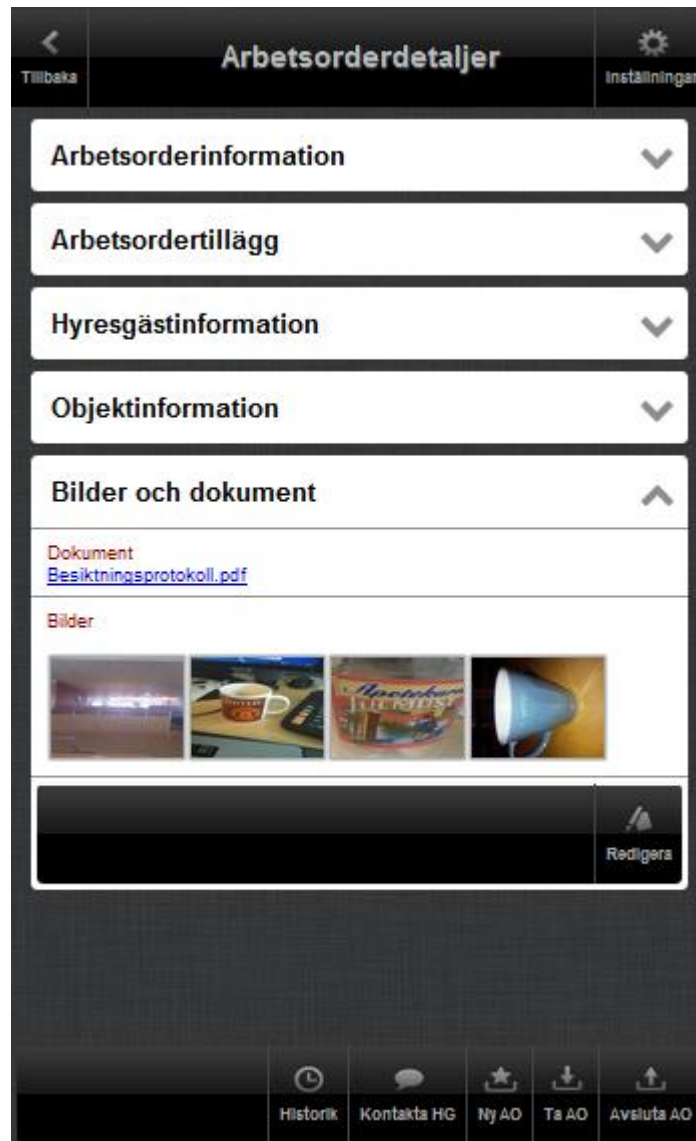 Tillbaka
Arbetsorderdetaljer
Inställningar
Arbetsorderinformation
Arbetsordertillägg
Hyresgästinformation
Objektinformation
Bilder och dokument
Dokument
Besiktningsprotokoll.pdf
Bilder
Redigera
Historik
Kontakta HG
Ny AO
Ta AO
Avsluta AO